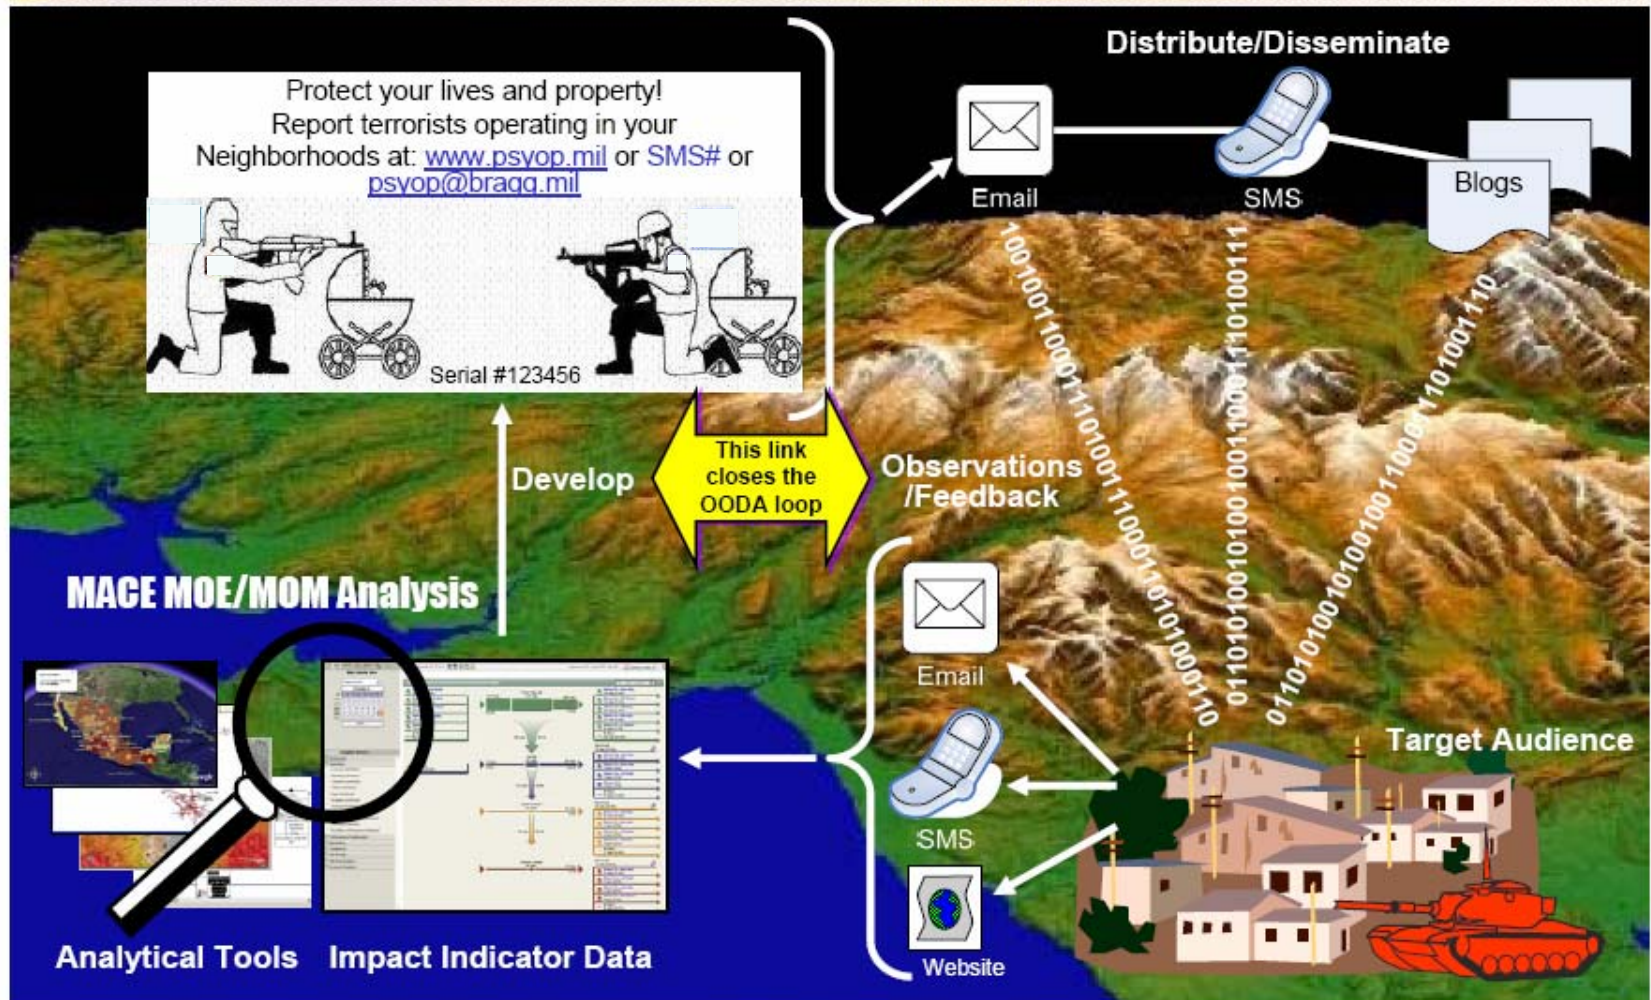 Distribute/Disseminate
Protect your lives and property!
Report terrorists operating in your
Neighborhoods at: www.psyop.mil or SMS# or
psyop@bragg.mil
Serial #123456
Email
SMS
Blogs
100100110001110100111000110101000110
This link
closes the
OODA loop
Develop
Observations
/Feedback
MACE MOE/MOM Analysis
Email
SMS
Website
Target Audience
Analytical Tools
Impact Indicator Data